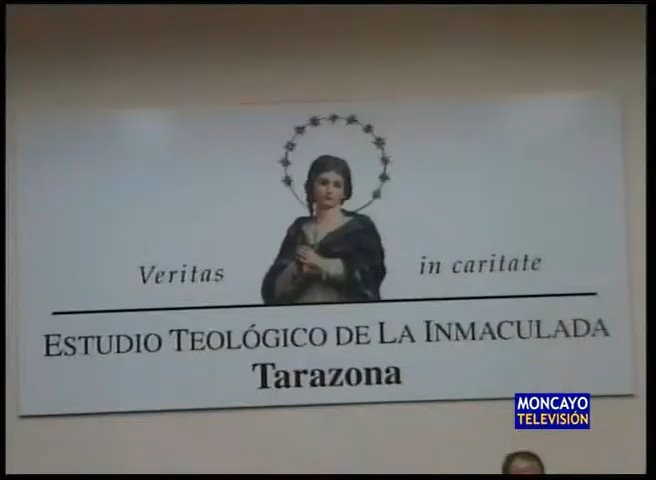 Veritas in caritate
ESTUDIO TEOLÓGICO DE LA INMACULADA
Tarazona
MONCAYO
TELEVISIÓN